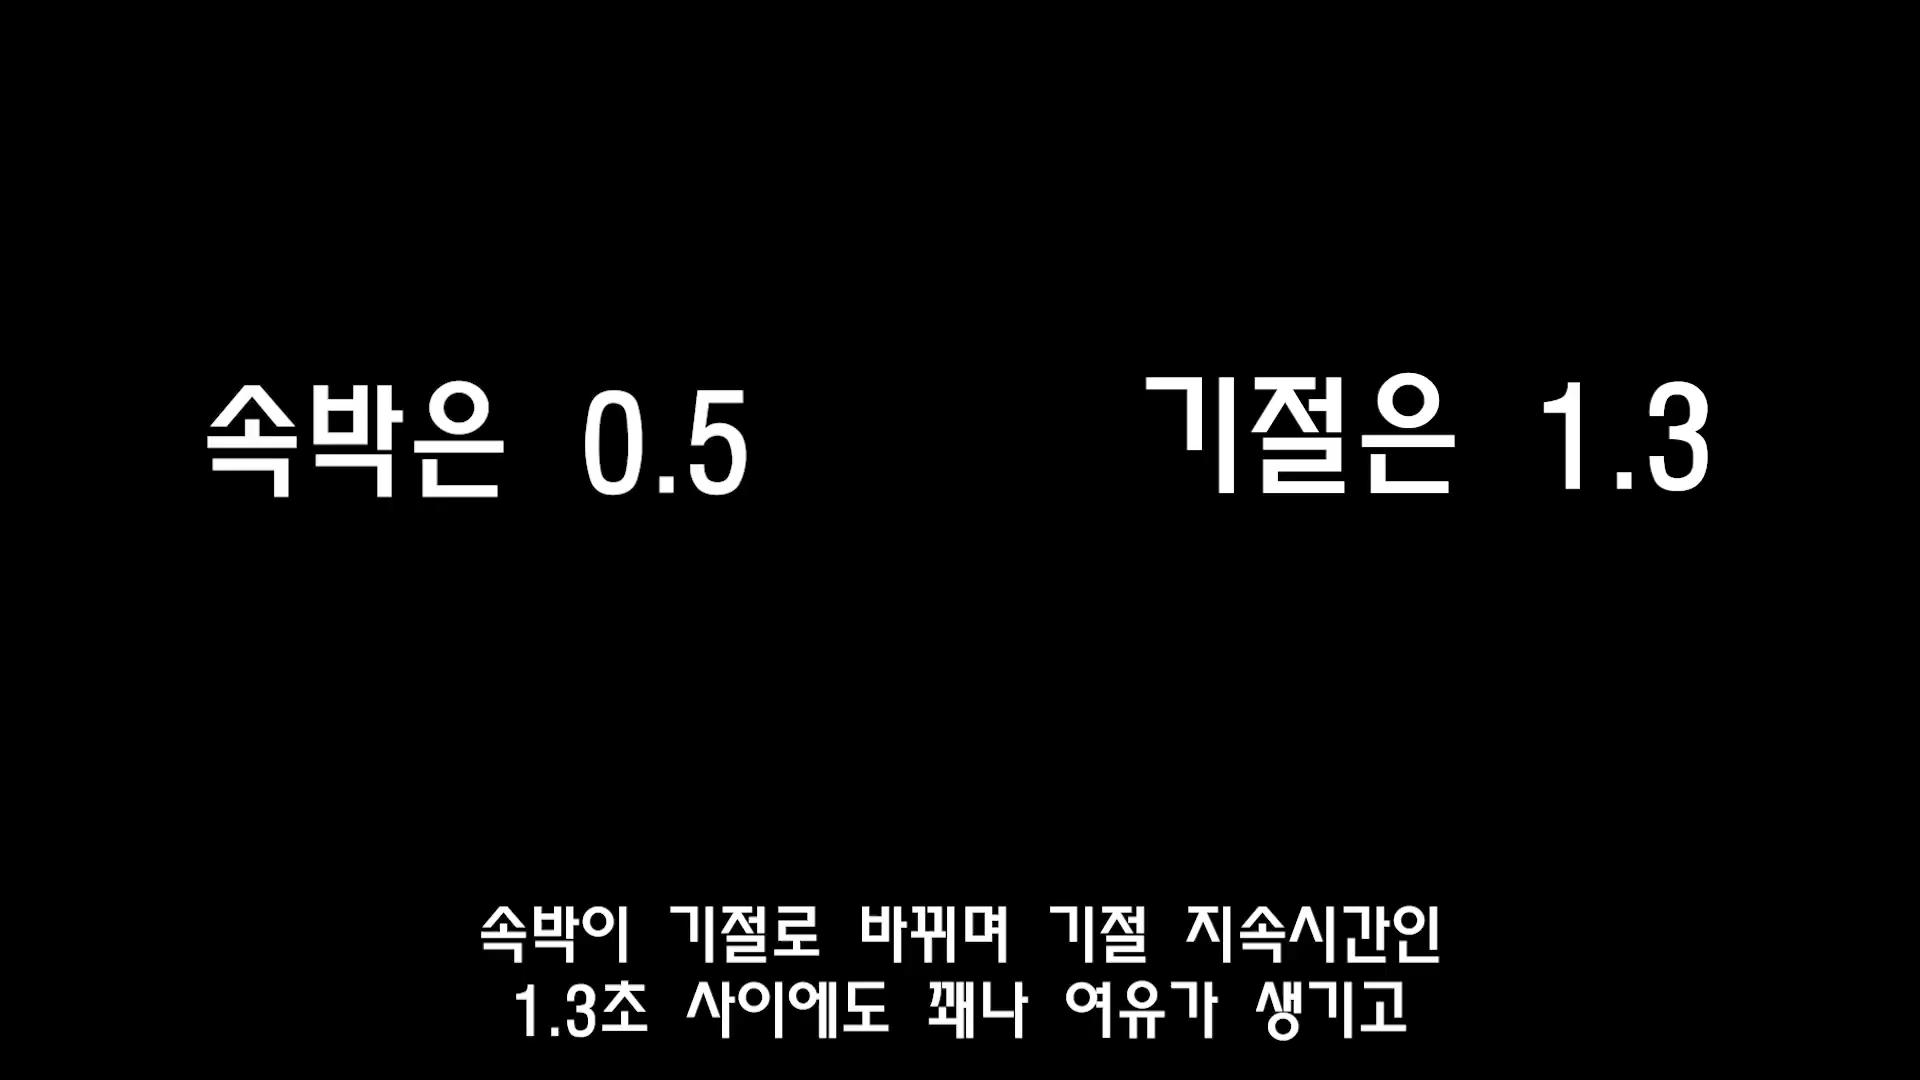 속박은 0.5
기절은 1.3
속박이 기절로 바뀌며 기절 지속시간인
1.3초 사이에도 꽤나 여유가 생기고